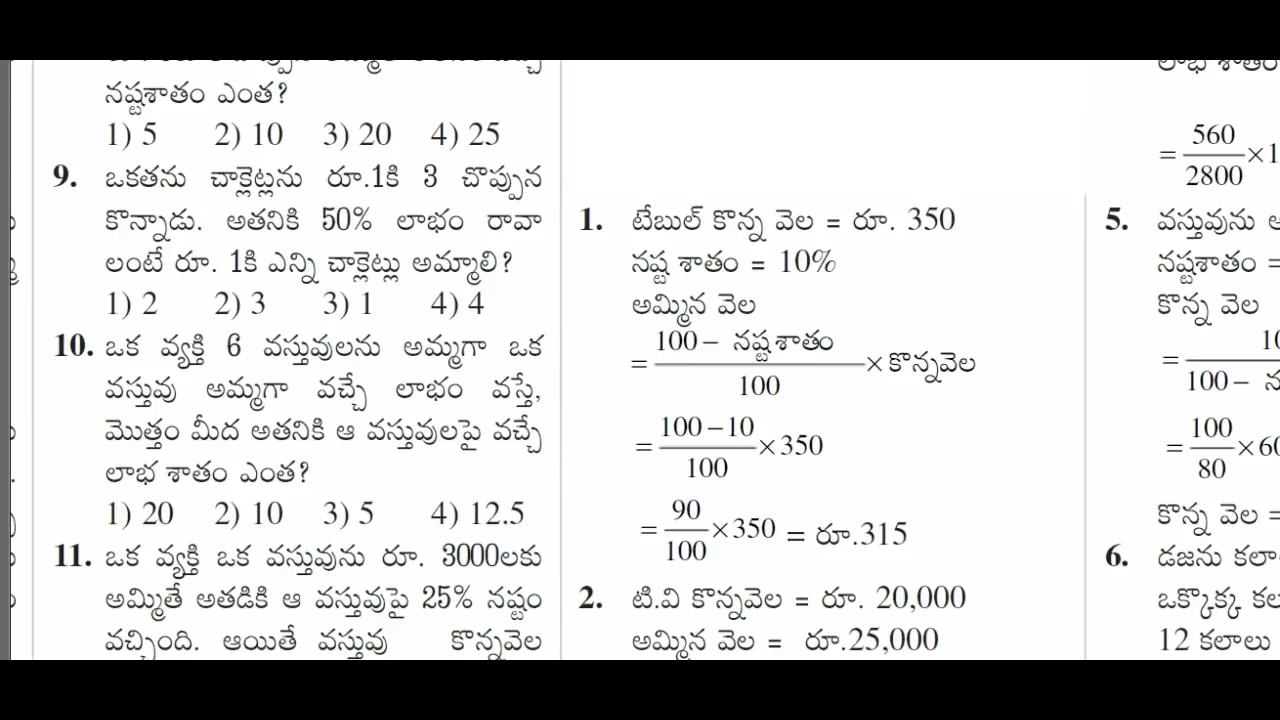 నష్టశాతం ఎంత?
1) 5 2) 10 3) 20 4) 25
9. ఒకతను చాక్లెట్లను రూ.1కి 3 చొప్పున
కొన్నాడు. అతనికి 50% లాభం రావా
లంటే రూ. 1కి ఎన్ని చాక్లెట్లు అమ్మాలి?
1) 2 2) 3 3) 1 4) 4
10. ఒక వ్యక్తి 6 వస్తువులను అమ్మగా ఒక
వస్తువు అమ్మగా వచ్చే లాభం వస్తే,
మొత్తం మీద అతనికి ఆ వస్తువులపై వచ్చే
లాభ శాతం ఎంత?
1) 20 2) 10 3) 5 4) 12.5
11. ఒక వ్యక్తి ఒక వస్తువును రూ. 3000లకు
అమ్మితే అతడికి ఆ వస్తువుపై 25% నష్టం
వచ్చింది. ఆయితే వస్తువు కొన్నవెల
1. టేబుల్ కొన్న వెల = రూ. 350
నష్ట శాతం = 10%
అమ్మిన వెల
= (100 – నష్టశాతం)/100 × కొన్నవెల
= (100 – 10)/100 × 350
= 90/100 × 350 = రూ.315
2. టి.వి కొన్నవెల = రూ. 20,000
అమ్మిన వెల = రూ.25,000
లాభ శాతం
= 560/2800 × 1
5. వస్తువును
నష్టశాతం =
కొన్న వెల
= 10/100 –
= 100/80 × 60
కొన్న వెల =
6. డజను
ఒక్కొక్క
12 కలాలు